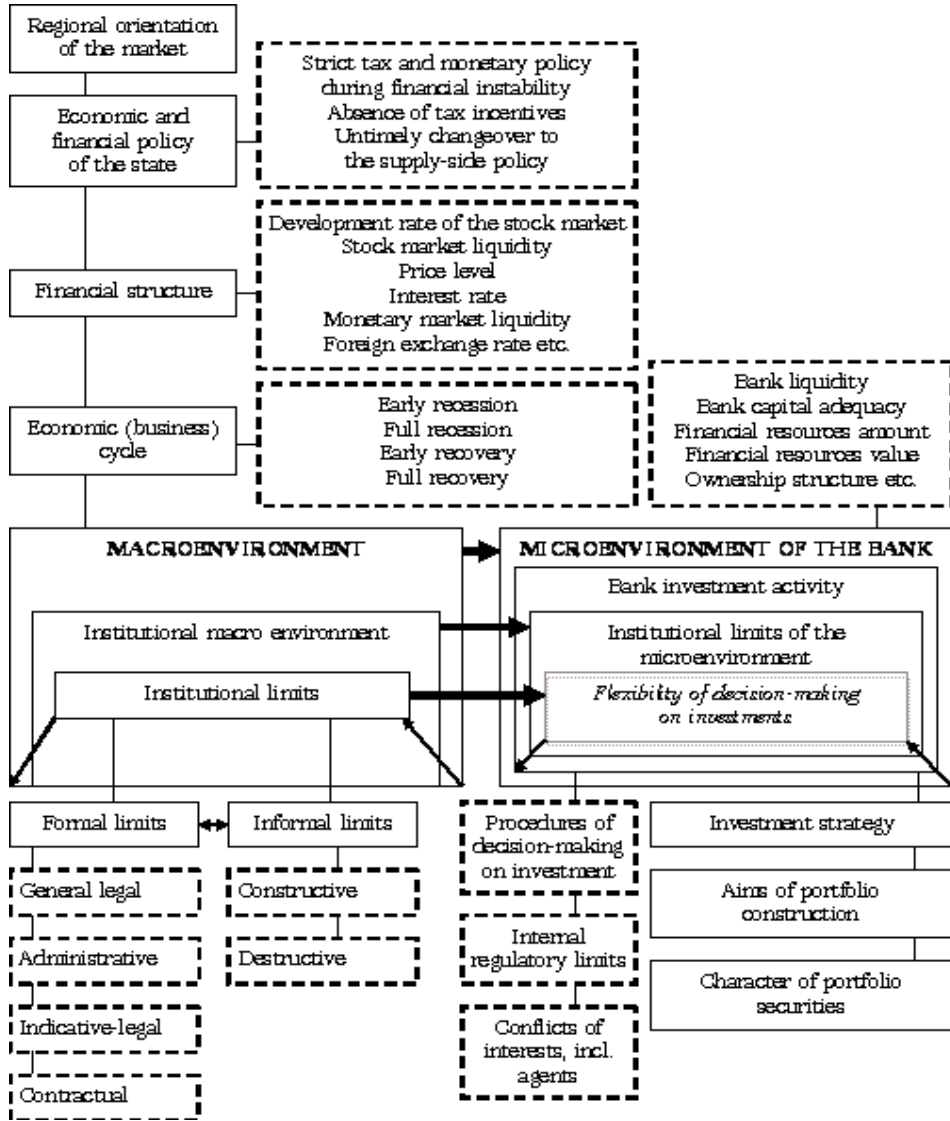 Regional orientation
of the market
Economic and
financial policy
of the state
Strict tax and monetary policy
during financial instability
Absence of tax incentives
Untimely changeover to
the supply-side policy
Financial structure
Development rate of the stock market
Stock market liquidity
Price level
Interest rate
Monetary market liquidity
Foreign exchange rate etc.
Economic (business)
cycle
Early recession
Full recession
Early recovery
Full recovery
Bank liquidity
Bank capital adequacy
Financial resources amount
Financial resources value
Ownership structure etc.
MACROENVIRONMENT
Institutional macro environment
Institutional limits
MICROENVIRONMENT OF THE BANK
Bank investment activity
Institutional limits of the
microenvironment
Flexibility of decision-making
on investments
Formal limits
General legal
Administrative
Indicative-legal
Contractual
Informal limits
Constructive
Destructive
Procedures of
decision-making
on investment
Internal
regulatory limits
Conflicts of
interests, incl.
agents
Investment strategy
Aims of portfolio
construction
Character of portfolio
securities